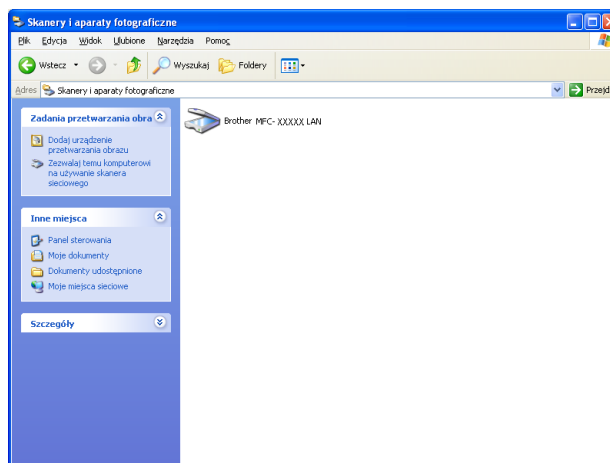 Skanery i aparaty fotograficzne
Plik Edycja Widok Ulubione Narzędzia Pomoc
Wstecz Wyszukaj Foldery
Adres Skanery i aparaty fotograficzne Przejdź
Zadania przetwarzania obra
Dodaj urządzenie
przetwarzania obrazu
Zezwalaj temu komputerowi
na używanie skanera
sieciowego
Inne miejsca
Panel sterowania
Moje dokumenty
Dokumenty udostępnione
Moje miejsca sieciowe
Szczegóły
Brother MFC-XXXXX LAN